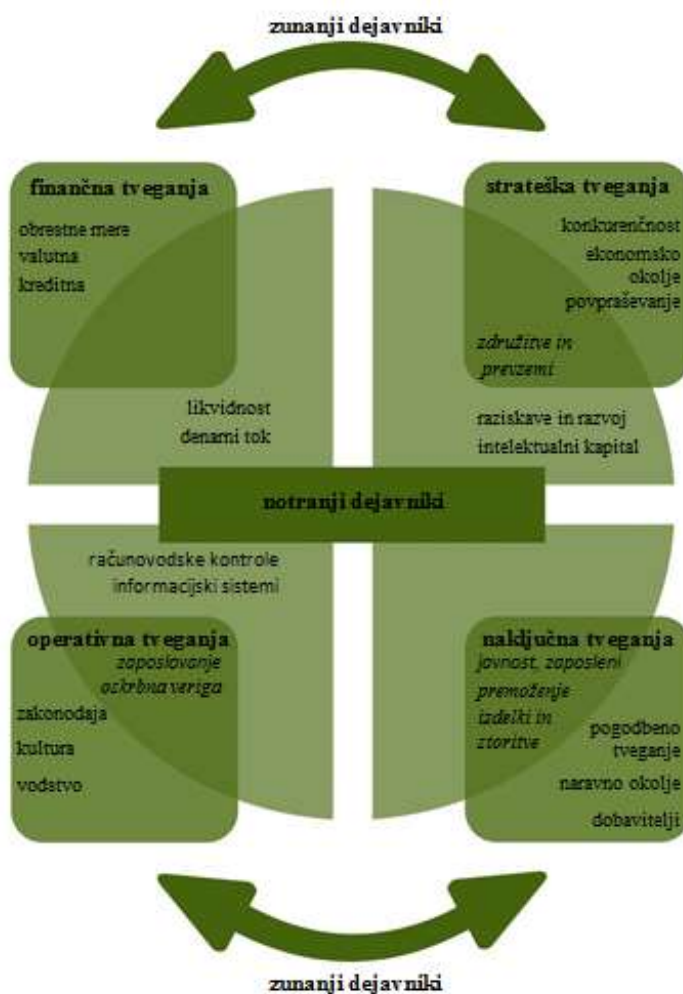 zunanji dejavniki
finančna tveganja
obrestne mere
valutna
kreditna
strateška tveganja
konkurenčnost
ekonomsko
okolje
povpraševanje
združitve in
prevzemi
likvidnost
denarni tok
raziskave in razvoj
intelektualni kapital
notranji dejavniki
računovodske kontrole
informacijski sistemi
operativna tveganja
zaposlovanje
oskrbna veriga
zakonodaja
kultura
vodstvo
naključna tveganja
javnost, zaposleni
premoženje
izdelki in
storitve
pogodbeno
tveganje
naravno okolje
dobavitelji
zunanji dejavniki